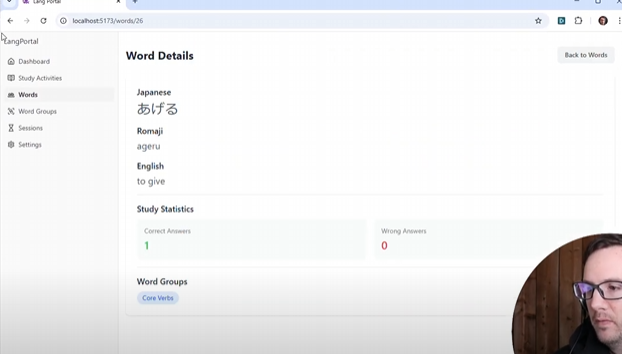 Lang Portal
localhost:5173/words/26
LangPortal
Dashboard
Study Activities
Words
Word Groups
Sessions
Settings
Word Details
Back to Words
Japanese
あげる
Romaji
ageru
English
to give
Study Statistics
Correct Answers
1
Wrong Answers
0
Word Groups
Core Verbs